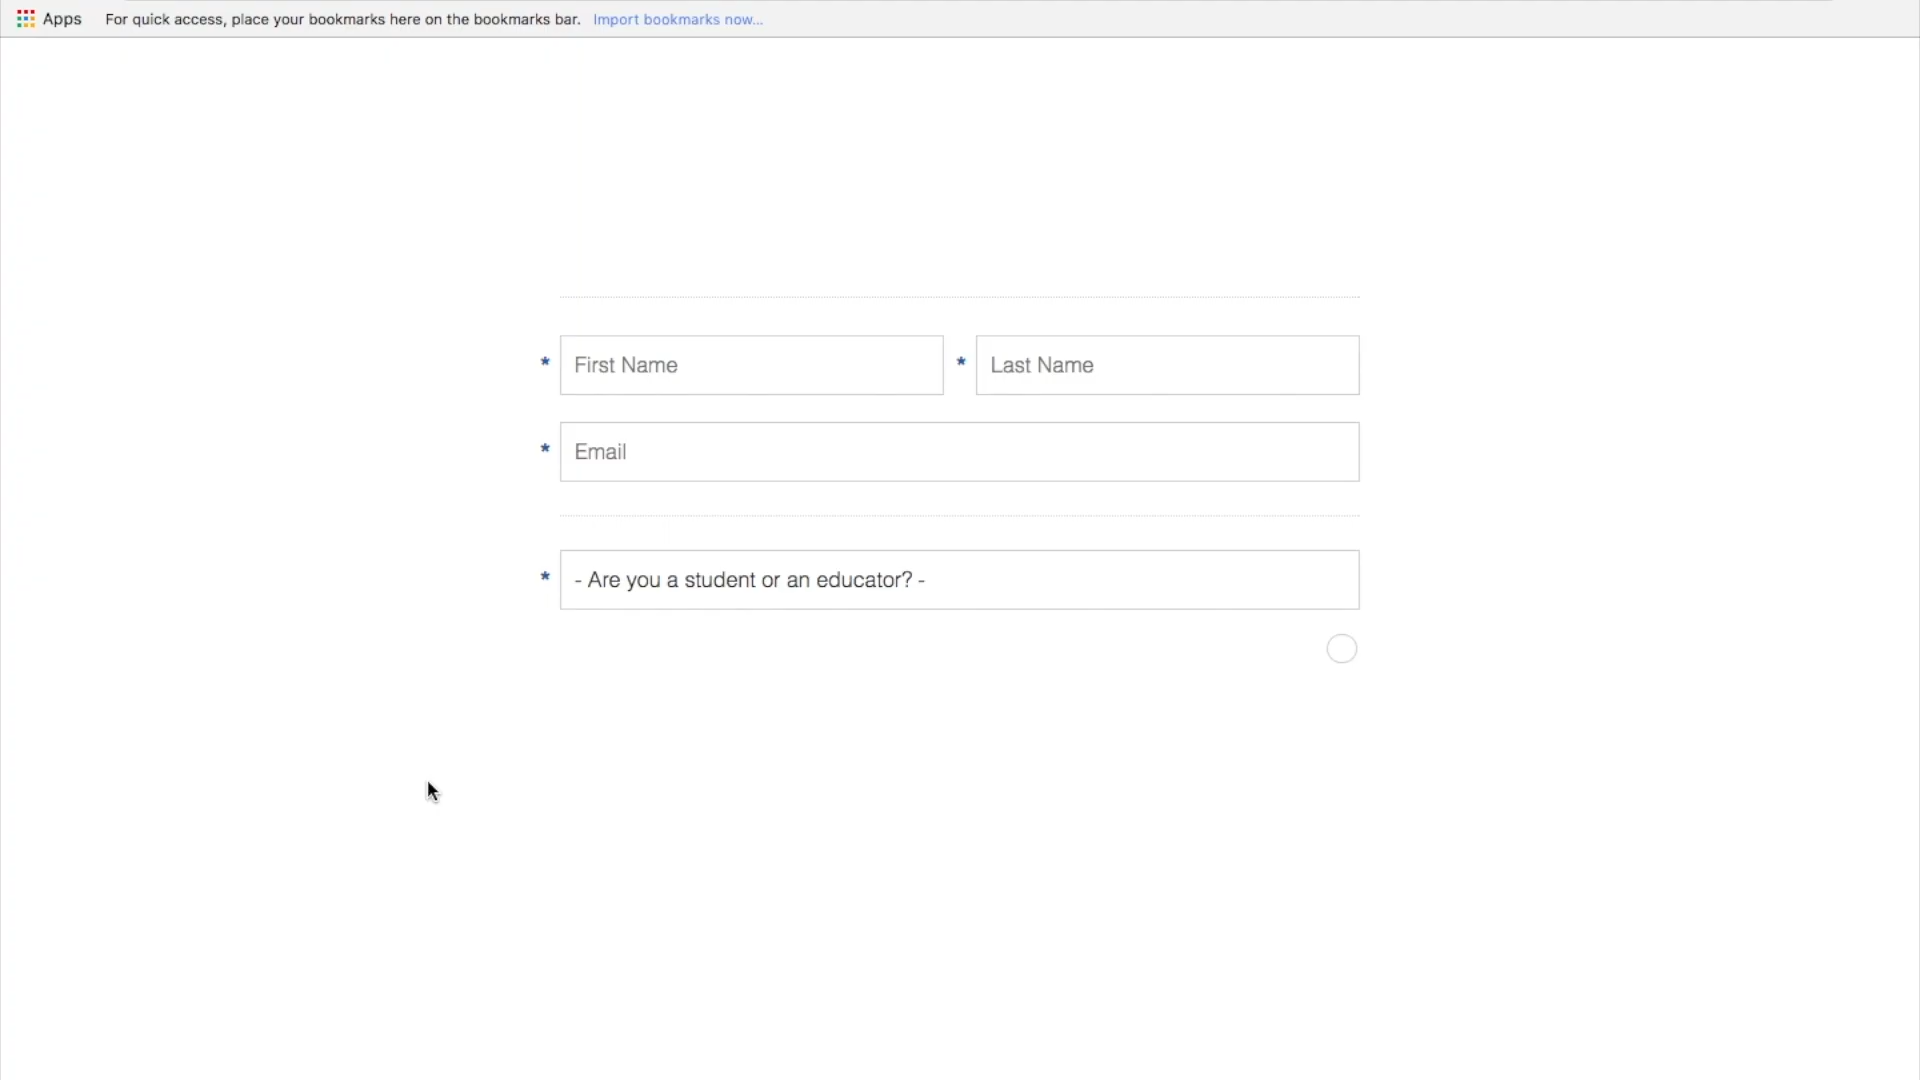 Apps For quick access, place your bookmarks here on the bookmarks bar. Import bookmarks now...
* First Name * Last Name
* Email
* - Are you a student or an educator? -